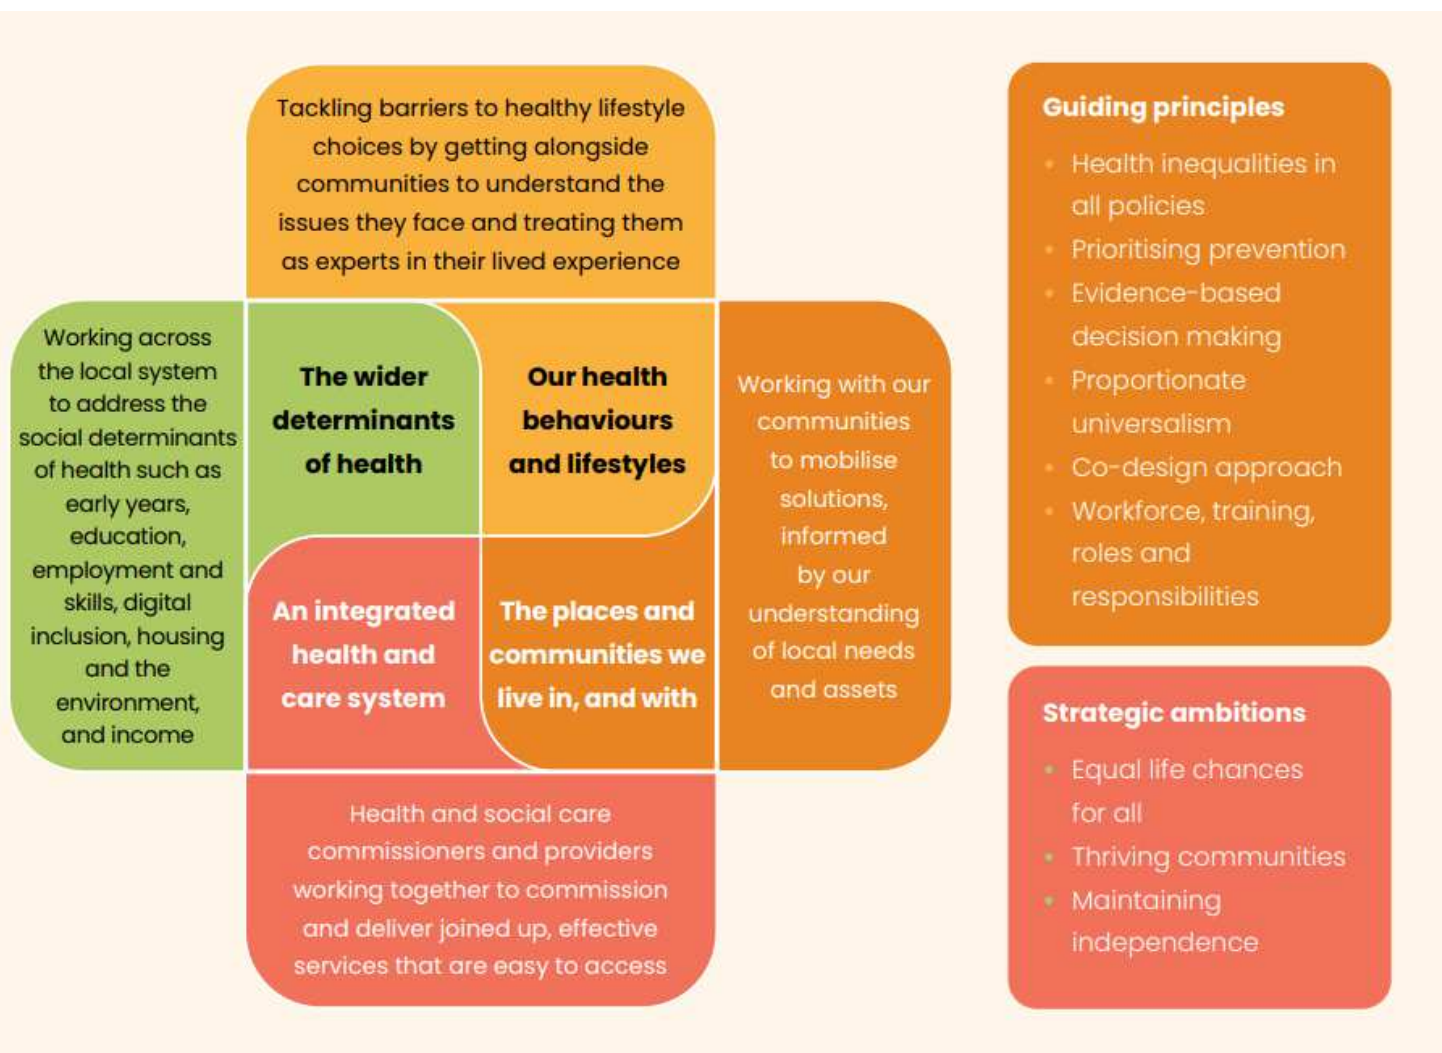 Tackling barriers to healthy lifestyle
choices by getting alongside
communities to understand the
issues they face and treating them
as experts in their lived experience
Working across
the local system
to address the
social determinants
of health such as
early years,
education,
employment and
skills, digital
inclusion, housing
and the
environment,
and income
The wider
determinants
of health
Our health
behaviours
and lifestyles
An integrated
health and
care system
The places and
communities we
live in, and with
Working with our
communities
to mobilise
solutions,
informed
by our
understanding
of local needs
and assets
Health and social care
commissioners and providers
working together to commission
and deliver joined up, effective
services that are easy to access
Guiding principles
• Health inequalities in
all policies
• Prioritising prevention
• Evidence-based
decision making
• Proportionate
universalism
• Co-design approach
• Workforce, training,
roles and
responsibilities
Strategic ambitions
• Equal life chances
for all
• Thriving communities
• Maintaining
independence